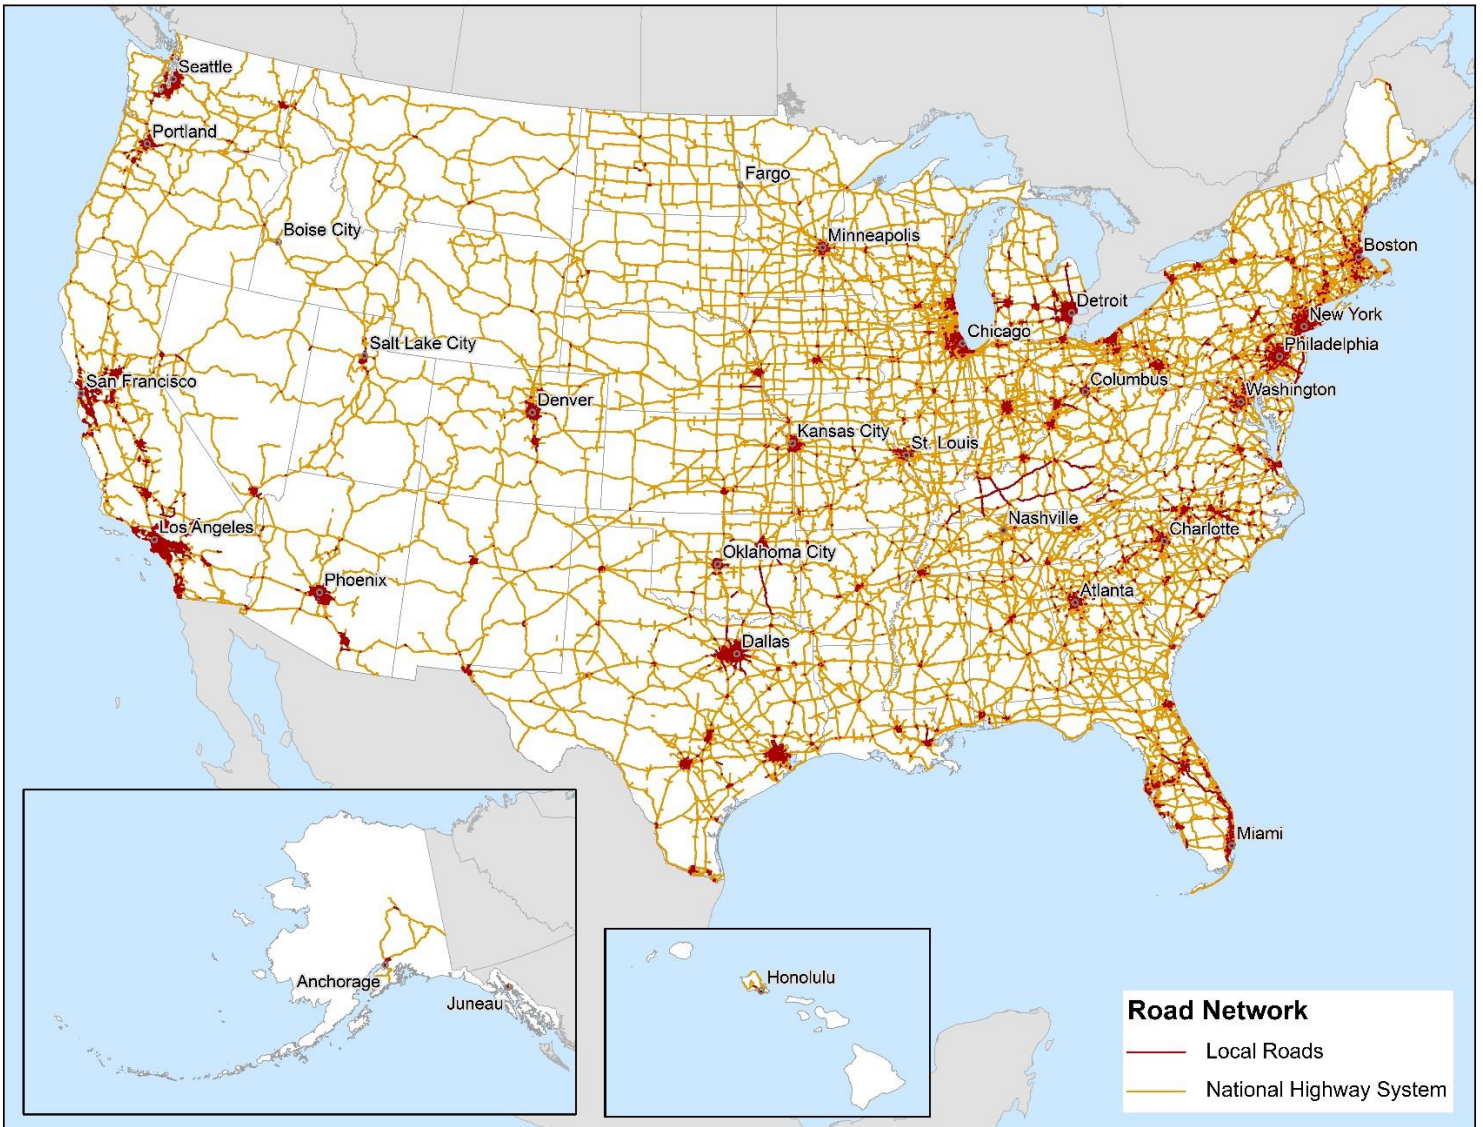 Seattle
Portland
Fargo
Boise City
Minneapolis
Boston
Detroit
New York
Chicago
Salt Lake City
Philadelphia
San Francisco
Columbus
Washington
Denver
Kansas City
St. Louis
Los Angeles
Nashville
Charlotte
Oklahoma City
Phoenix
Atlanta
Dallas
Miami
Anchorage
Juneau
Honolulu
Road Network
Local Roads
National Highway System